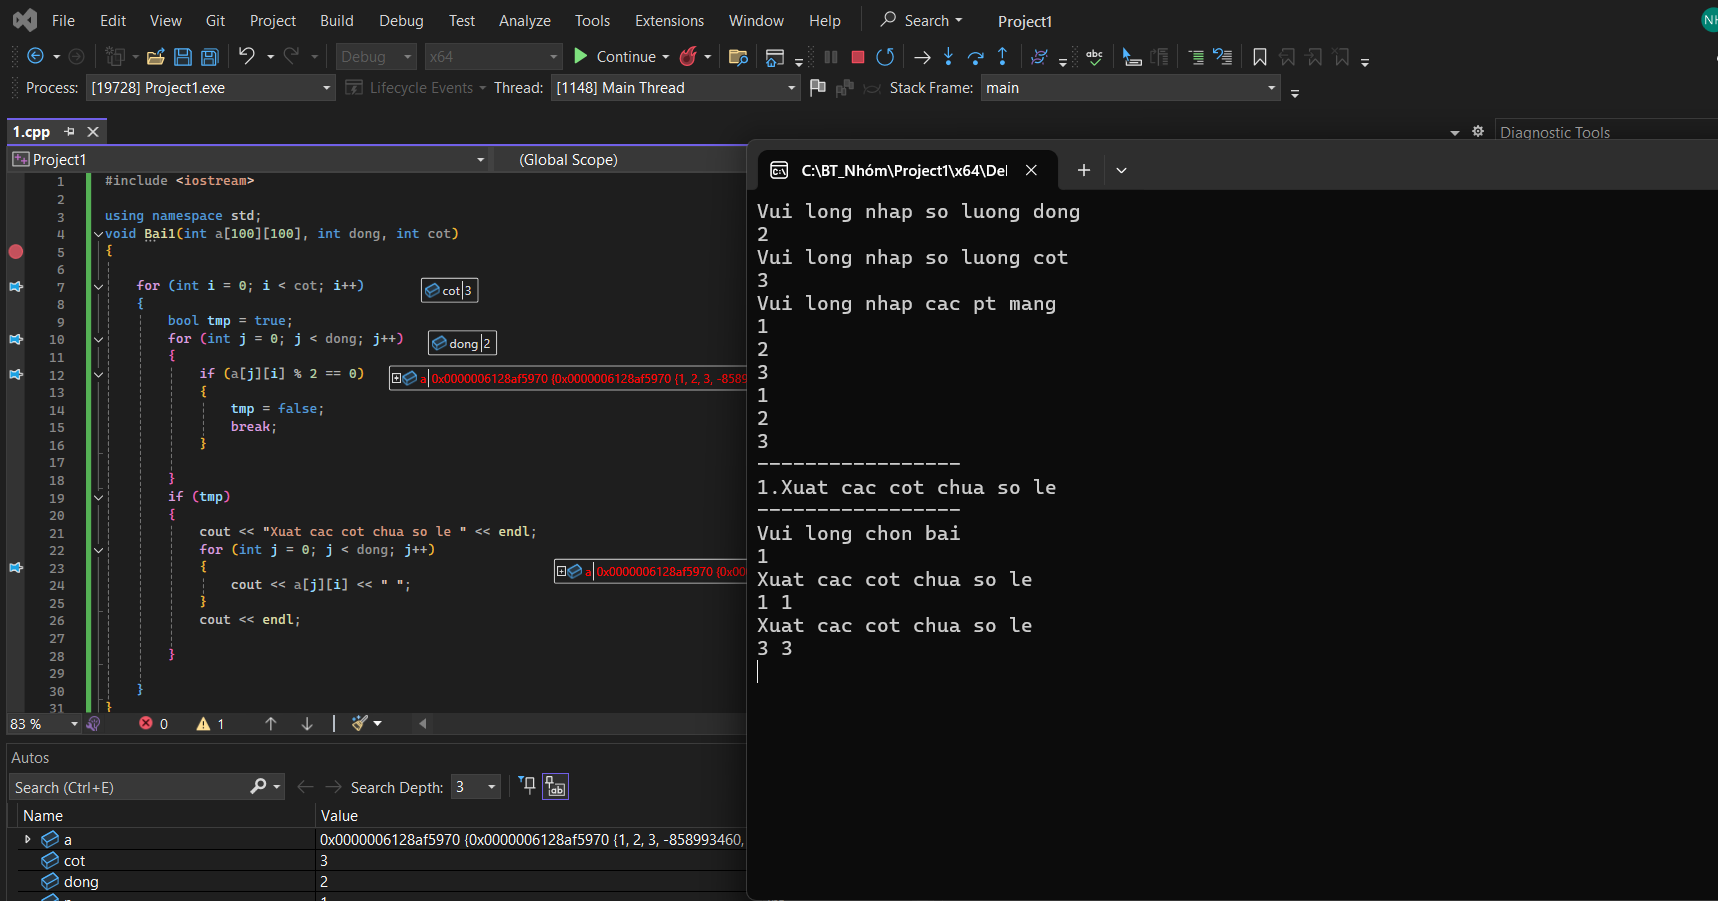 File Edit View Git Project Build Debug Test Analyze Tools Extensions Window Help Search Project1
Debug x64 Continue
Process: [19728] Project1.exe Lifecycle Events Thread: [1148] Main Thread Stack Frame: main
1.cpp
Diagnostic Tools
Project1 (Global Scope)
1 #include <iostream>
2
3 using namespace std;
4 void Bai1(int a[100][100], int dong, int cot)
5 {
6
7 for (int i = 0; i < cot; i++) cot 3
8 {
9 bool tmp = true;
10 for (int j = 0; j < dong; j++) dong 2
11 {
12 if (a[j][i] % 2 == 0) a 0x0000006128af5970 {0x0000006128af5970 {1, 2, 3, -8589
13 {
14 tmp = false;
15 break;
16 }
17
18 }
19 if (tmp)
20 {
21 cout << "Xuat cac cot chua so le " << endl;
22 for (int j = 0; j < dong; j++)
23 {
24 cout << a[j][i] << " ";
25 }
26 cout << endl;
27
28 }
29
30 }
31 }
83 % 0 1
Autos
Search (Ctrl+E) Search Depth: 3
Name Value
a 0x0000006128af5970 {0x0000006128af5970 {1, 2, 3, -858993460,
cot 3
dong 2
C:\BT_Nhóm\Project1\x64\De
Vui long nhap so luong dong
2
Vui long nhap so luong cot
3
Vui long nhap cac pt mang
1
2
3
1
2
3
-----------------
1.Xuat cac cot chua so le
-----------------
Vui long chon bai
1
Xuat cac cot chua so le
1 1
Xuat cac cot chua so le
3 3